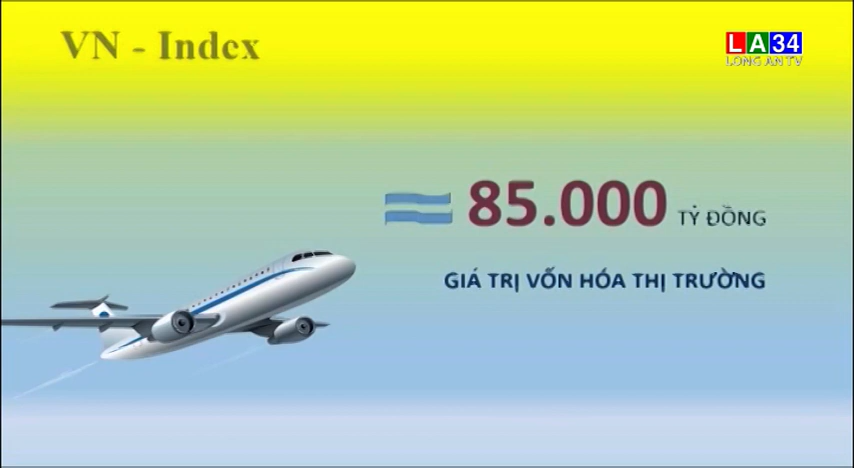 VN - Index
LA34
LONG AN TV
≈ 85.000 TỶ ĐỒNG
GIÁ TRỊ VỐN HÓA THỊ TRƯỜNG